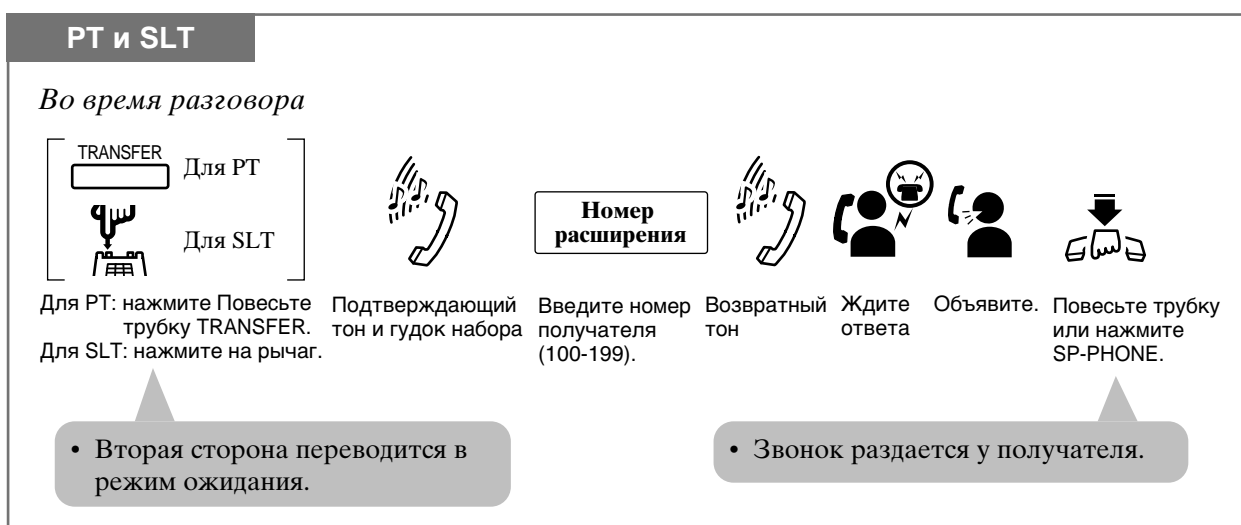 PT и SLT
Во время разговора
TRANSFER
Для PT
Для SLT
Номер
расширения
Для PT: нажмите Повесьте
трубку TRANSFER.
Для SLT: нажмите на рычаг.
Подтверждающий
тон и гудок набора
Введите номер
получателя
(100-199).
Возвратный
тон
Ждите
ответа
Объявите.
Повесьте трубку
или нажмите
SP-PHONE.
• Вторая сторона переводится в
режим ожидания.
• Звонок раздается у получателя.